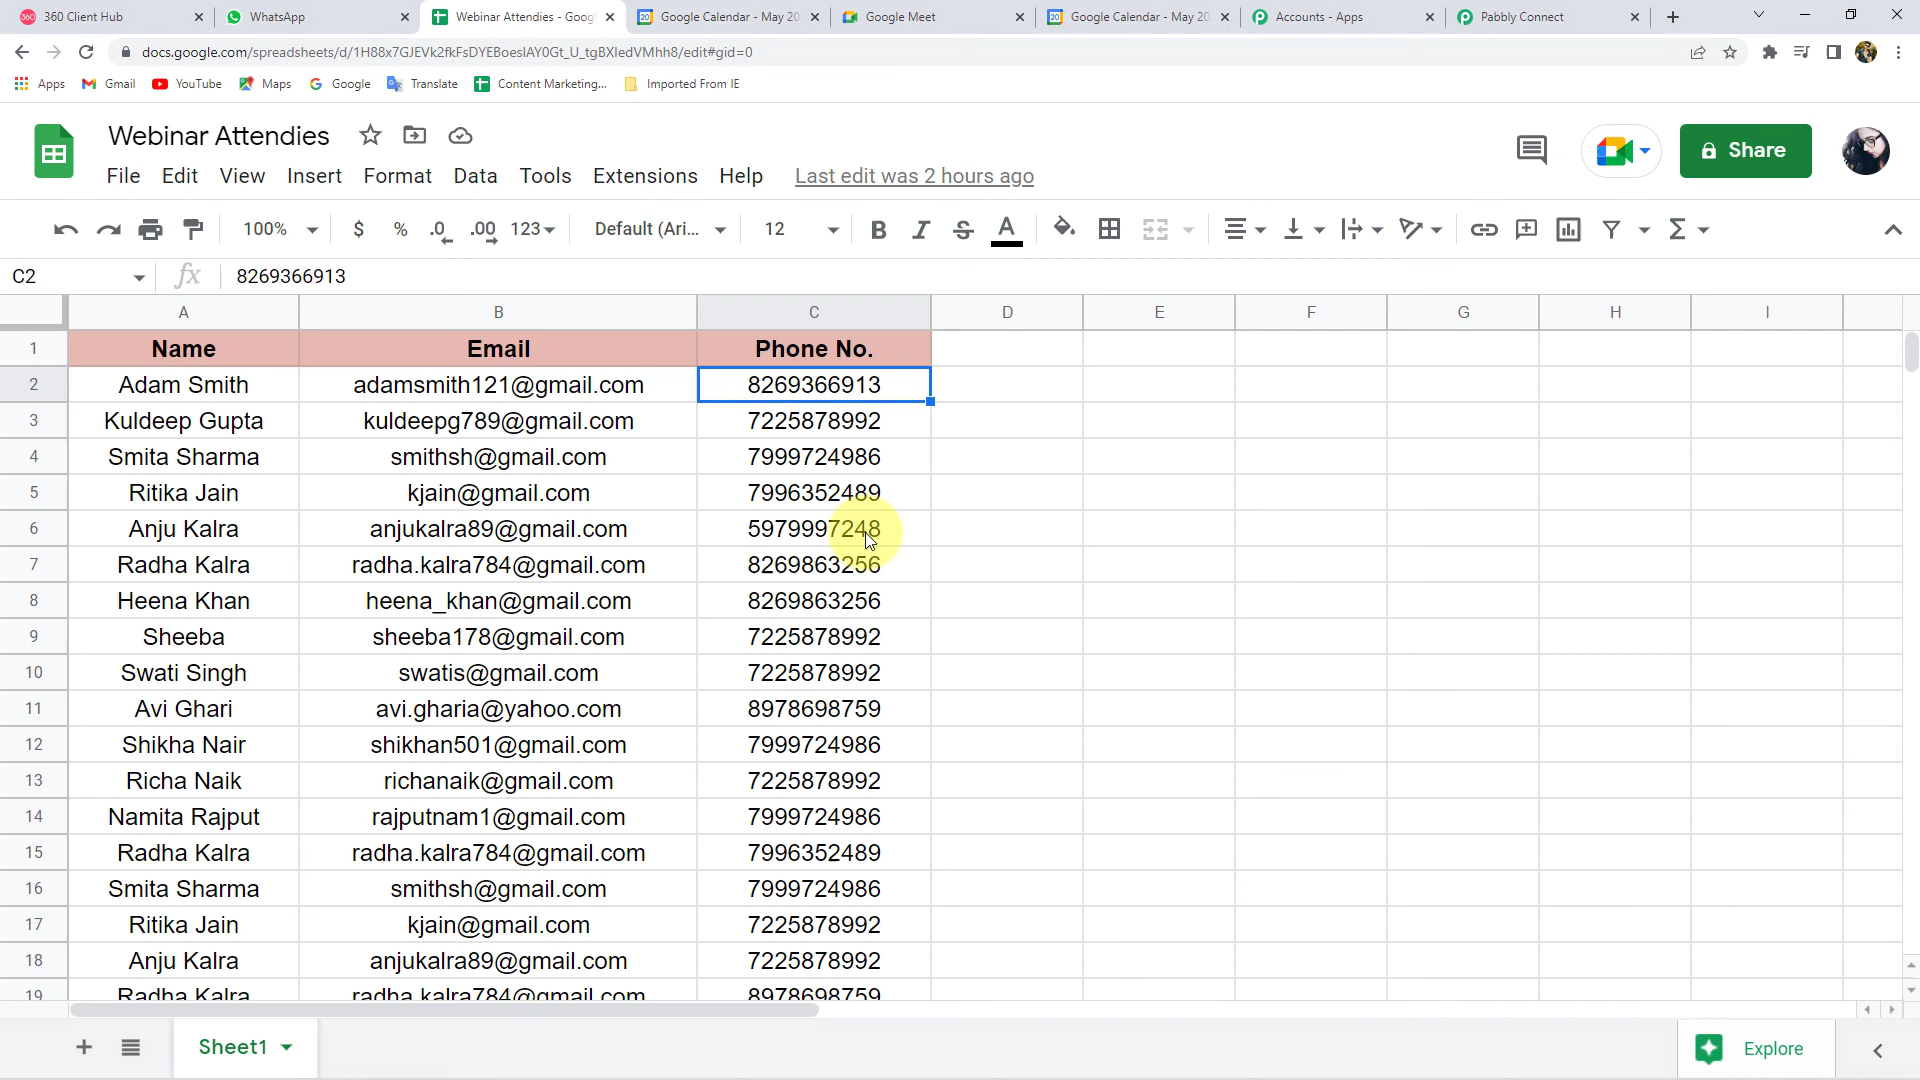 360 Client Hub
WhatsApp
Webinar Attendies - Goog
Google Calendar - May 20
Google Meet
Google Calendar - May 20
Accounts - Apps
Pabbly Connect
docs.google.com/spreadsheets/d/1H88x7GJEVk2fkFsDYEBoeslAY0Gt_U_tgBXledVMhh8/edit#gid=0
Apps Gmail YouTube Maps Google Translate Content Marketing... Imported From IE
Webinar Attendies
Share
File Edit View Insert Format Data Tools Extensions Help Last edit was 2 hours ago
100% $ % .0 .00 123 Default (Ari... 12 B I S A
C2 fx 8269366913
A B C D E F G H I
1 Name Email Phone No.
2 Adam Smith adamsmith121@gmail.com 8269366913
3 Kuldeep Gupta kuldeepg789@gmail.com 7225878992
4 Smita Sharma smithsh@gmail.com 7999724986
5 Ritika Jain kjain@gmail.com 7996352489
6 Anju Kalra anjukalra89@gmail.com 5979997248
7 Radha Kalra radha.kalra784@gmail.com 8269863256
8 Heena Khan heena_khan@gmail.com 8269863256
9 Sheeba sheeba178@gmail.com 7225878992
10 Swati Singh swatis@gmail.com 7225878992
11 Avi Ghari avi.gharia@yahoo.com 8978698759
12 Shikha Nair shikhan501@gmail.com 7999724986
13 Richa Naik richanaik@gmail.com 7225878992
14 Namita Rajput rajputnam1@gmail.com 7999724986
15 Radha Kalra radha.kalra784@gmail.com 7996352489
16 Smita Sharma smithsh@gmail.com 7999724986
17 Ritika Jain kjain@gmail.com 7225878992
18 Anju Kalra anjukalra89@gmail.com 7225878992
19 Radha Kalra radha.kalra784@gmail.com 8978698759
Sheet1
Explore